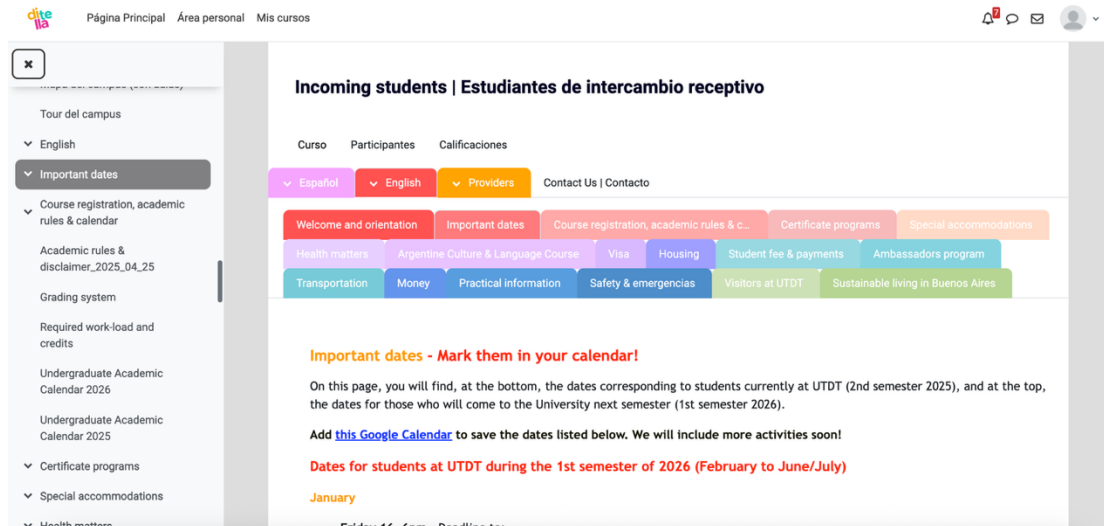 di te
lla
Página Principal Área personal Mis cursos
7
Tour del campus
English
Important dates
Course registration, academic
rules & calendar
Academic rules &
disclaimer_2025_04_25
Grading system
Required work-load and
credits
Undergraduate Academic
Calendar 2026
Undergraduate Academic
Calendar 2025
Certificate programs
Special accommodations
Health matters
Incoming students | Estudiantes de intercambio receptivo
Curso Participantes Calificaciones
Español English Providers Contact Us | Contacto
Welcome and orientation Important dates Course registration, academic rules & c... Certificate programs Special accommodations
Health matters Argentine Culture & Language Course Visa Housing Student fee & payments Ambassadors program
Transportation Money Practical information Safety & emergencias Visitors at UTDT Sustainable living in Buenos Aires
Important dates - Mark them in your calendar!
On this page, you will find, at the bottom, the dates corresponding to students currently at UTDT (2nd semester 2025), and at the top,
the dates for those who will come to the University next semester (1st semester 2026).
Add this Google Calendar to save the dates listed below. We will include more activities soon!
Dates for students at UTDT during the 1st semester of 2026 (February to June/July)
January
Friday 16, 6pm - Deadline to: